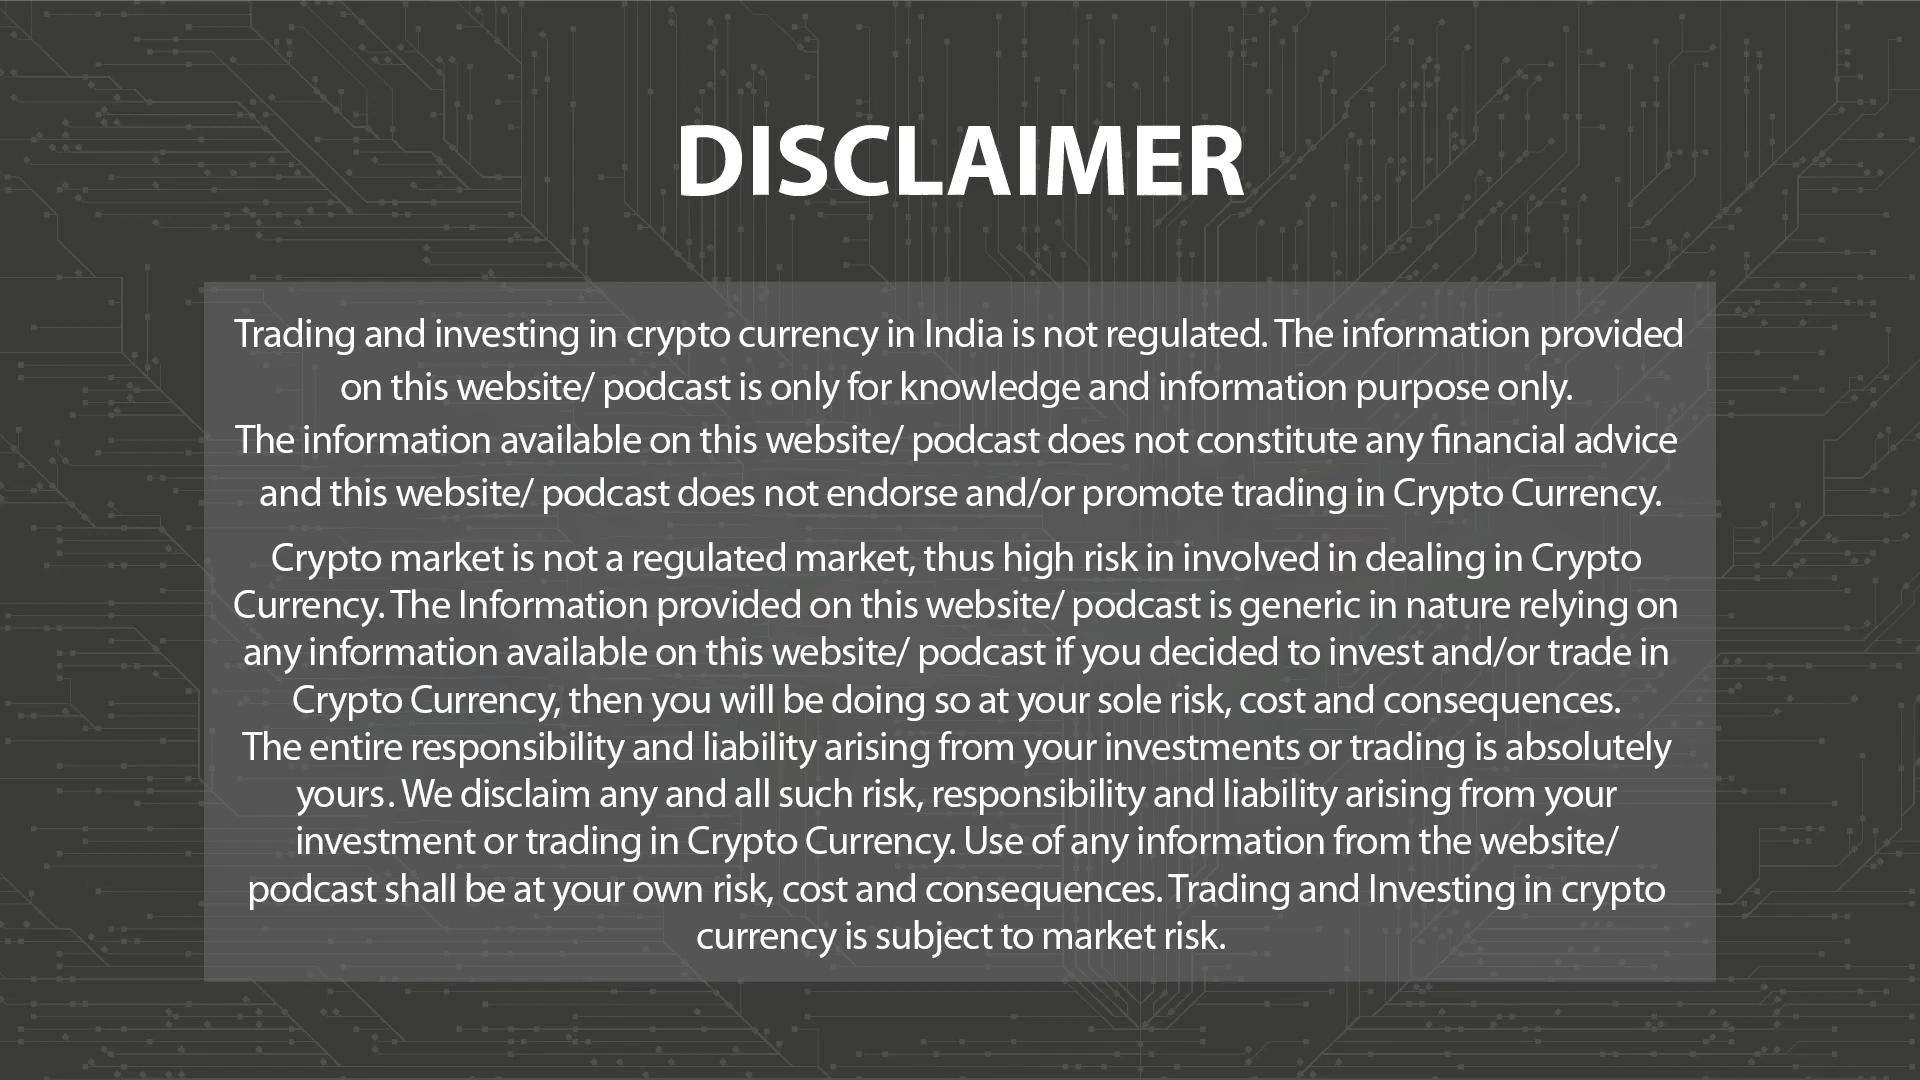 DISCLAIMER
Trading and investing in crypto currency in India is not regulated. The information provided
on this website/ podcast is only for knowledge and information purpose only.
The information available on this website/ podcast does not constitute any financial advice
and this website/ podcast does not endorse and/or promote trading in Crypto Currency.
Crypto market is not a regulated market, thus high risk in involved in dealing in Crypto
Currency. The Information provided on this website/ podcast is generic in nature relying on
any information available on this website/ podcast if you decided to invest and/or trade in
Crypto Currency, then you will be doing so at your sole risk, cost and consequences.
The entire responsibility and liability arising from your investments or trading is absolutely
yours. We disclaim any and all such risk, responsibility and liability arising from your
investment or trading in Crypto Currency. Use of any information from the website/
podcast shall be at your own risk, cost and consequences. Trading and Investing in crypto
currency is subject to market risk.